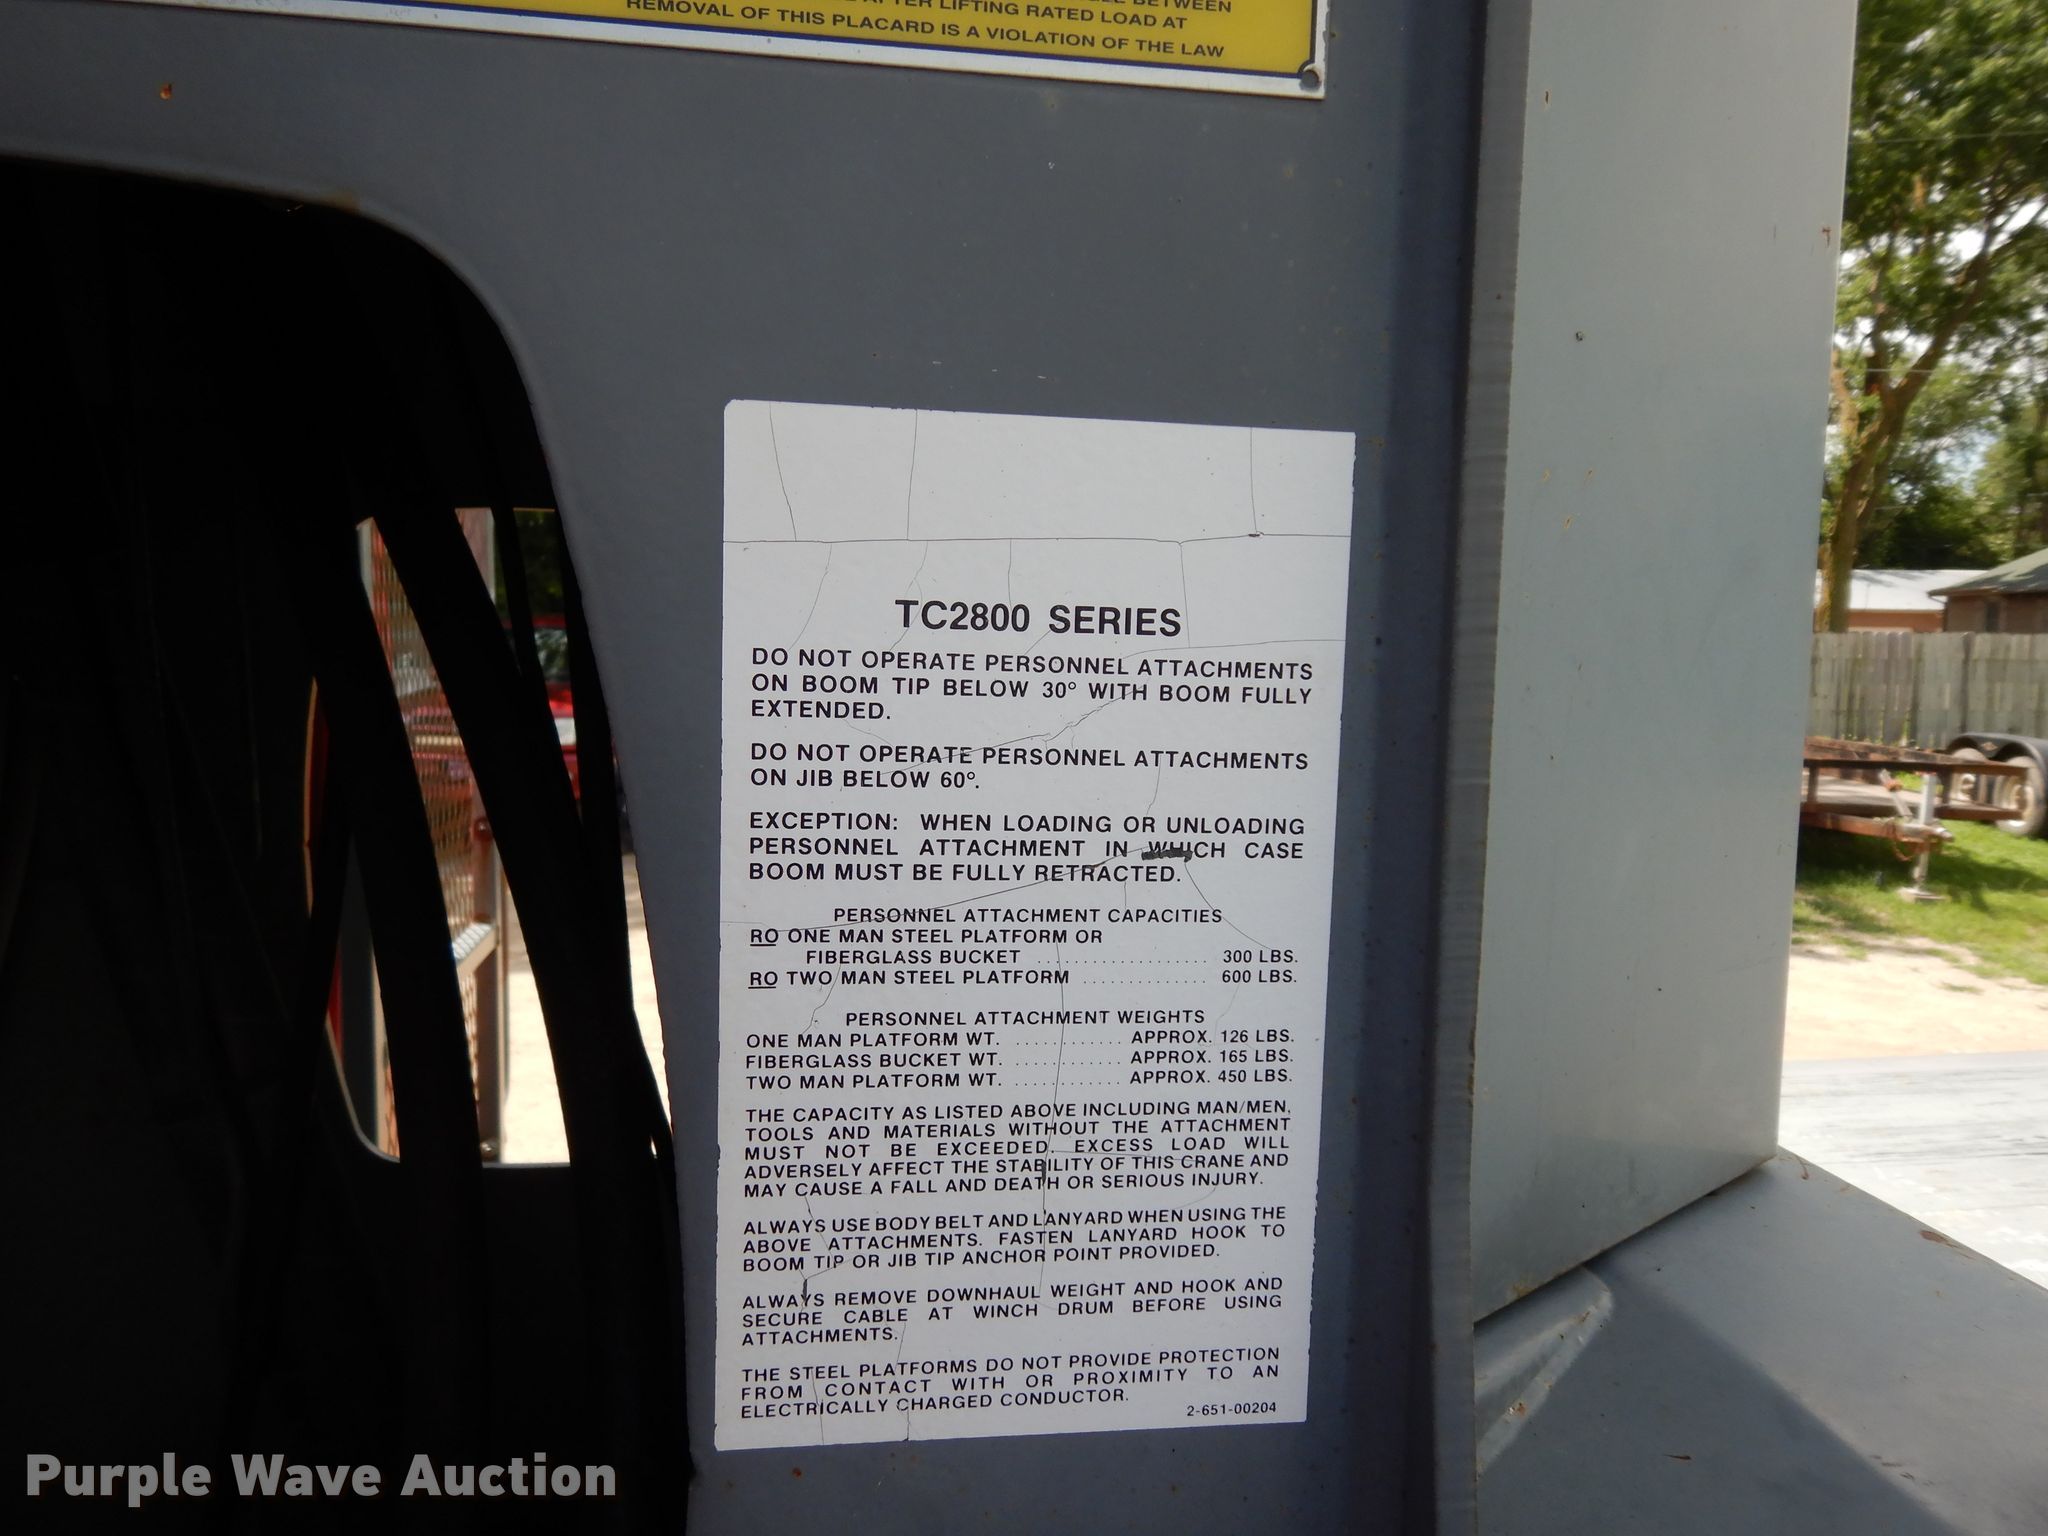 BETWEEN
AFTER LIFTING RATED LOAD AT
REMOVAL OF THIS PLACARD IS A VIOLATION OF THE LAW
TC2800 SERIES
DO NOT OPERATE PERSONNEL ATTACHMENTS
ON BOOM TIP BELOW 30° WITH BOOM FULLY
EXTENDED.
DO NOT OPERATE PERSONNEL ATTACHMENTS
ON JIB BELOW 60°.
EXCEPTION: WHEN LOADING OR UNLOADING
PERSONNEL ATTACHMENT IN WHICH CASE
BOOM MUST BE FULLY RETRACTED.
PERSONNEL ATTACHMENT CAPACITIES
RO ONE MAN STEEL PLATFORM OR
FIBERGLASS BUCKET .................... 300 LBS.
RO TWO MAN STEEL PLATFORM .............. 600 LBS.
PERSONNEL ATTACHMENT WEIGHTS
ONE MAN PLATFORM WT. ............ APPROX. 126 LBS.
FIBERGLASS BUCKET WT. ............ APPROX. 165 LBS.
TWO MAN PLATFORM WT. ............ APPROX. 450 LBS.
THE CAPACITY AS LISTED ABOVE INCLUDING MAN/MEN,
TOOLS AND MATERIALS WITHOUT THE ATTACHMENT
MUST NOT BE EXCEEDED. EXCESS LOAD WILL
ADVERSELY AFFECT THE STABILITY OF THIS CRANE AND
MAY CAUSE A FALL AND DEATH OR SERIOUS INJURY.
ALWAYS USE BODY BELT AND LANYARD WHEN USING THE
ABOVE ATTACHMENTS. FASTEN LANYARD HOOK TO
BOOM TIP OR JIB TIP ANCHOR POINT PROVIDED.
ALWAYS REMOVE DOWNHAUL WEIGHT AND HOOK AND
SECURE CABLE AT WINCH DRUM BEFORE USING
ATTACHMENTS.
THE STEEL PLATFORMS DO NOT PROVIDE PROTECTION
FROM CONTACT WITH OR PROXIMITY TO AN
ELECTRICALLY CHARGED CONDUCTOR.
2-651-00204
Purple Wave Auction